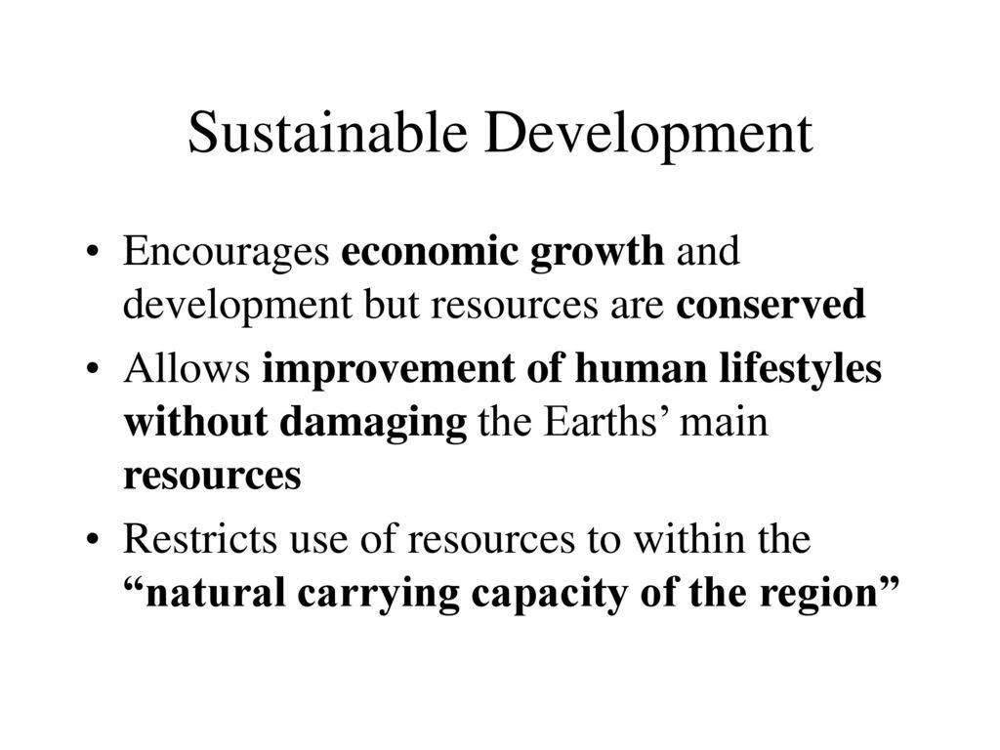 Sustainable Development
• Encourages economic growth and
development but resources are conserved
• Allows improvement of human lifestyles
without damaging the Earths’ main
resources
• Restricts use of resources to within the
“natural carrying capacity of the region”